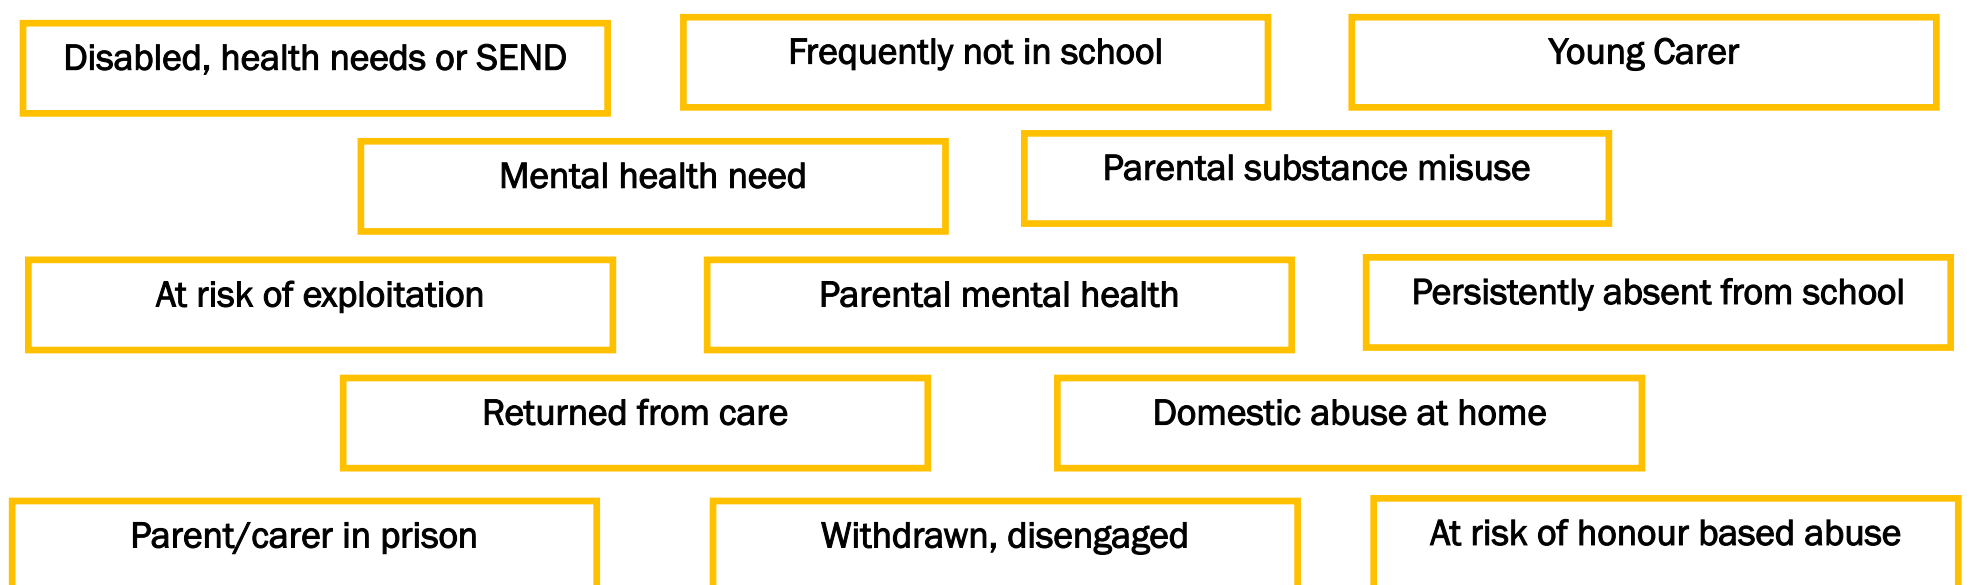 Disabled, health needs or SEND
Frequently not in school
Young Carer
Mental health need
Parental substance misuse
At risk of exploitation
Parental mental health
Persistently absent from school
Returned from care
Domestic abuse at home
Parent/carer in prison
Withdrawn, disengaged
At risk of honour based abuse